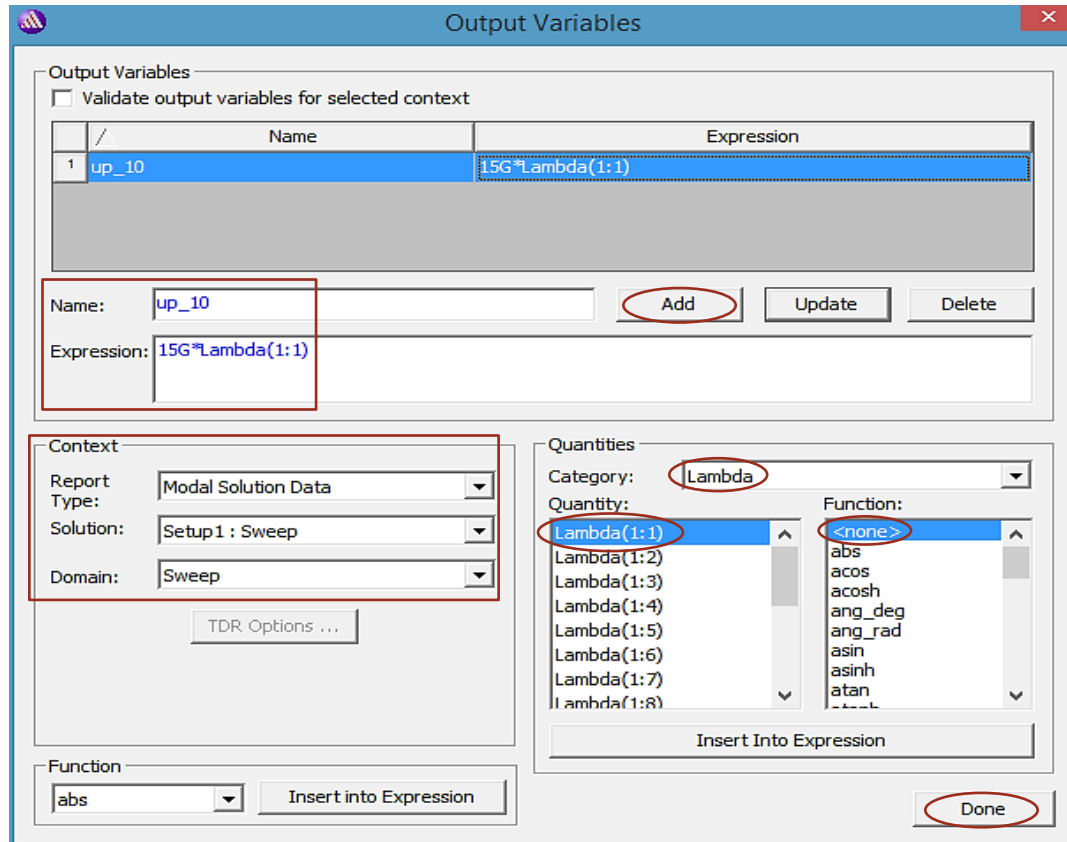 Output Variables
Output Variables
Validate output variables for selected context
Name Expression
1 up_10 15G*Lambda(1:1)
Name: up_10 Add Update Delete
Expression: 15G*Lambda(1:1)
Context
Report Type: Modal Solution Data
Solution: Setup1 : Sweep
Domain: Sweep
TDR Options ...
Quantities
Category: Lambda
Quantity: Function:
Lambda(1:1) <none>
Lambda(1:2) abs
Lambda(1:3) acos
Lambda(1:4) acosh
Lambda(1:5) ang_deg
Lambda(1:6) ang_rad
Lambda(1:7) asin
Lambda(1:8) asinh
atan
Insert Into Expression
Function
abs Insert into Expression
Done